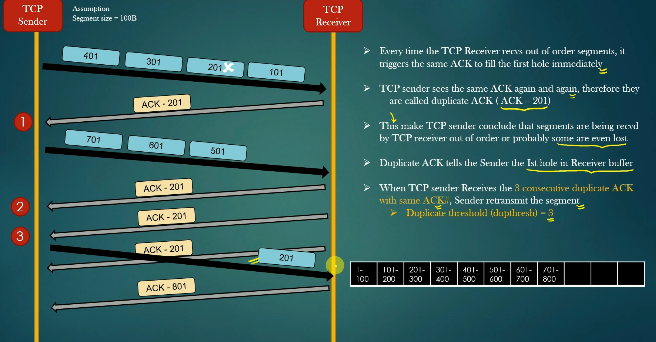 TCP
Sender
Assumption
Segment size = 100B
TCP
Receiver
401
301
201
101
ACK - 201
1
701
601
501
ACK - 201
2
ACK - 201
3
ACK - 201
201
ACK - 801
Every time the TCP Receiver recvs out of order segments, it
triggers the same ACK to fill the first hole immediately
TCP sender sees the same ACK again and again, therefore they
are called duplicate ACK ( ACK – 201)
This make TCP sender conclude that segments are being recvd
by TCP receiver out of order or probably some are even lost
Duplicate ACK tells the Sender the Ist hole in Receiver buffer
When TCP sender Receives the 3 consecutive duplicate ACK
with same ACK#, Sender retransmit the segment
Duplicate threshold (dupthresh) = 3
1-
100
101-
200
201-
300
301-
400
401-
500
501-
600
601-
700
701-
800